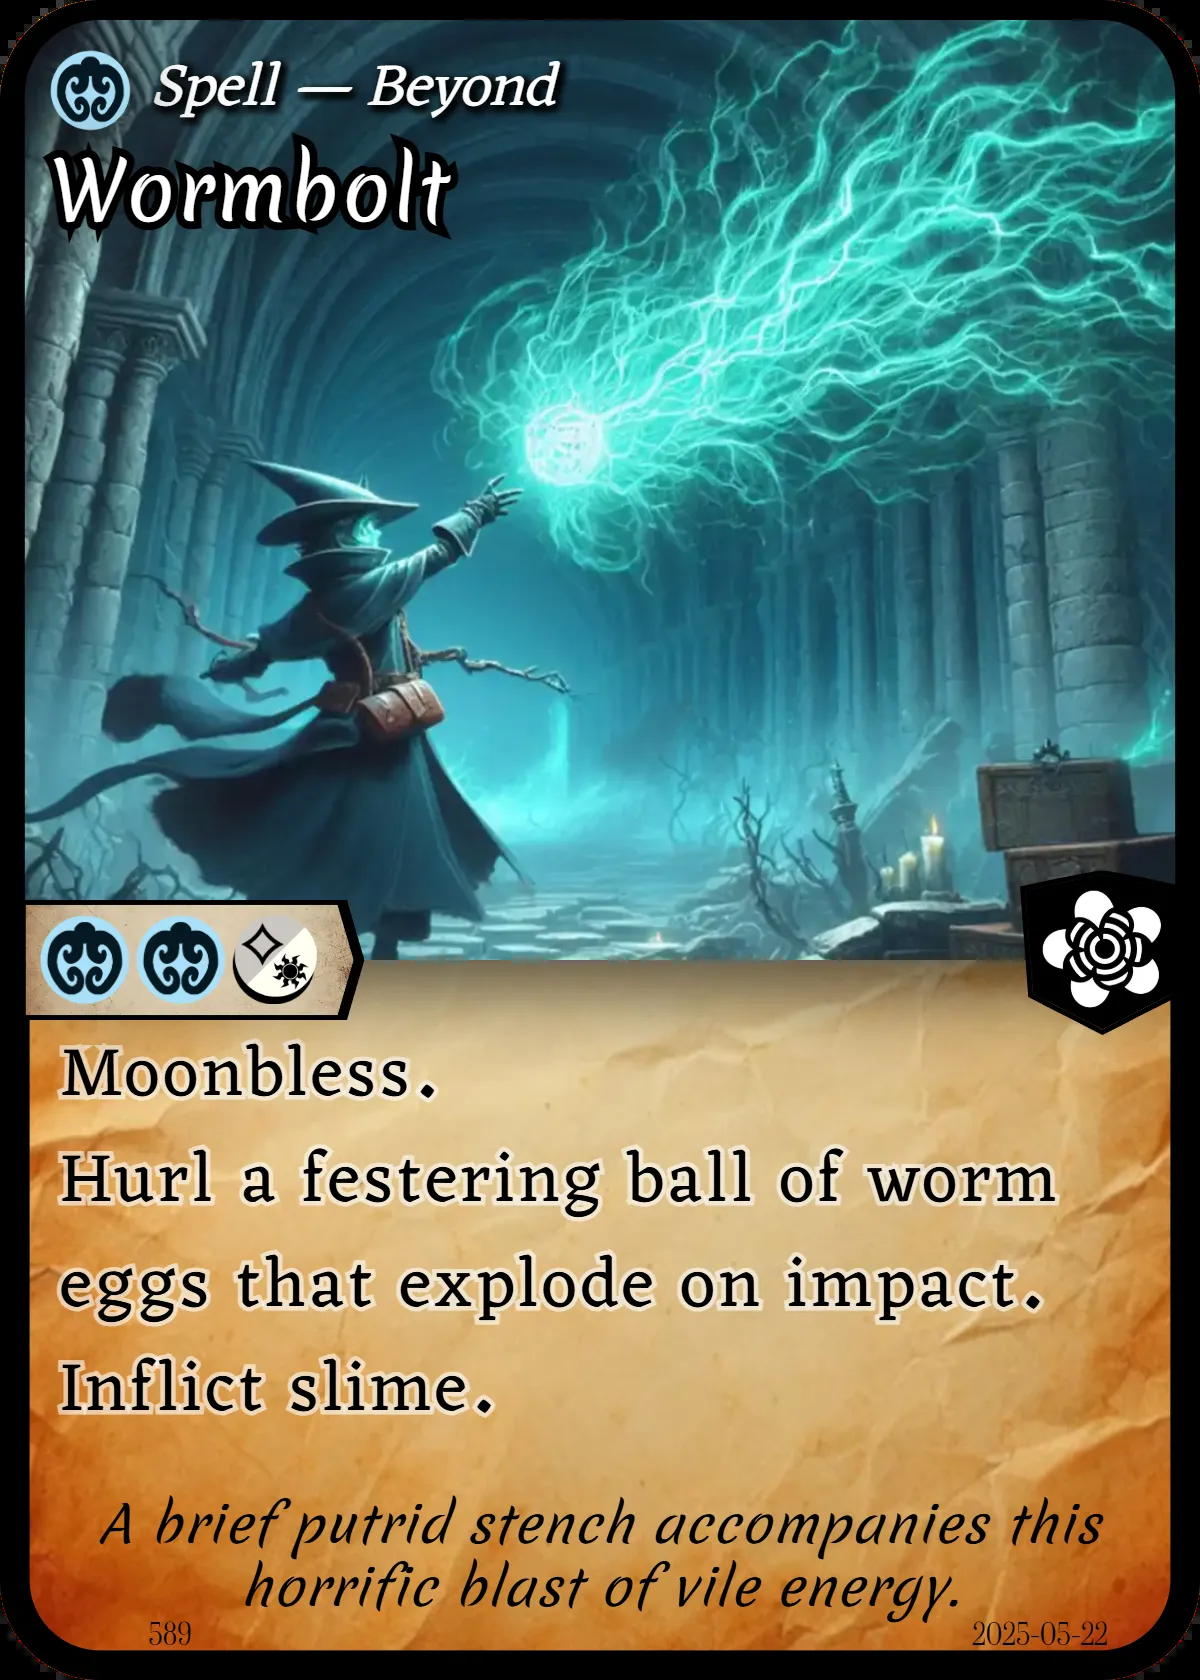 Spell — Beyond
Wormbolt
Moonbless.
Hurl a festering ball of worm
eggs that explode on impact.
Inflict slime.
A brief putrid stench accompanies this
horrific blast of vile energy.
589
2025-05-22